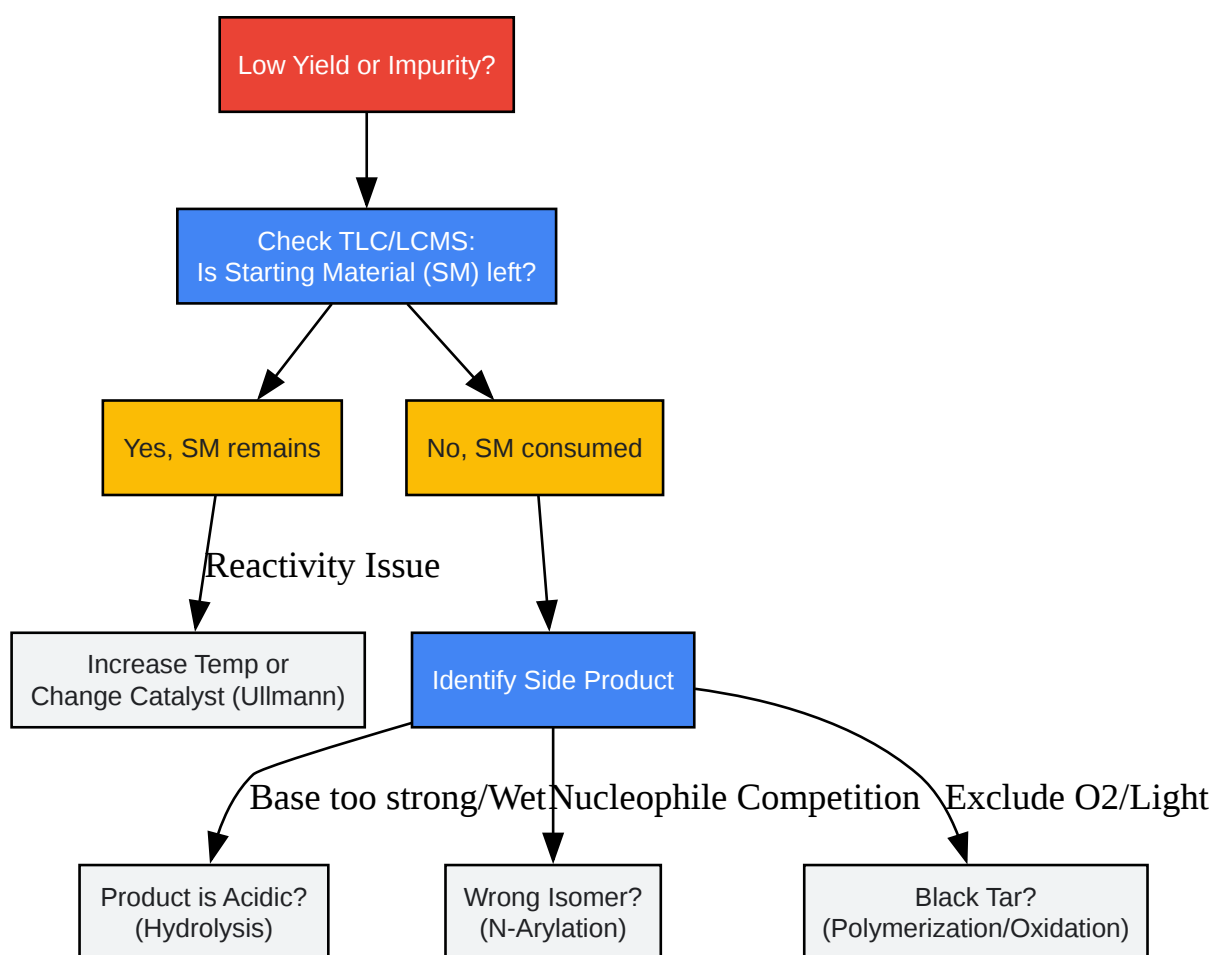 Low Yield or Impurity?
Check TLC/LCMS:
Is Starting Material (SM) left?
Yes, SM remains
No, SM consumed
Reactivity Issue
Increase Temp or
Change Catalyst (Ullmann)
Identify Side Product
Base too strong/Wet
Nucleophile Competition
Exclude O2/Light
Product is Acidic?
(Hydrolysis)
Wrong Isomer?
(N-Arylation)
Black Tar?
(Polymerization/Oxidation)